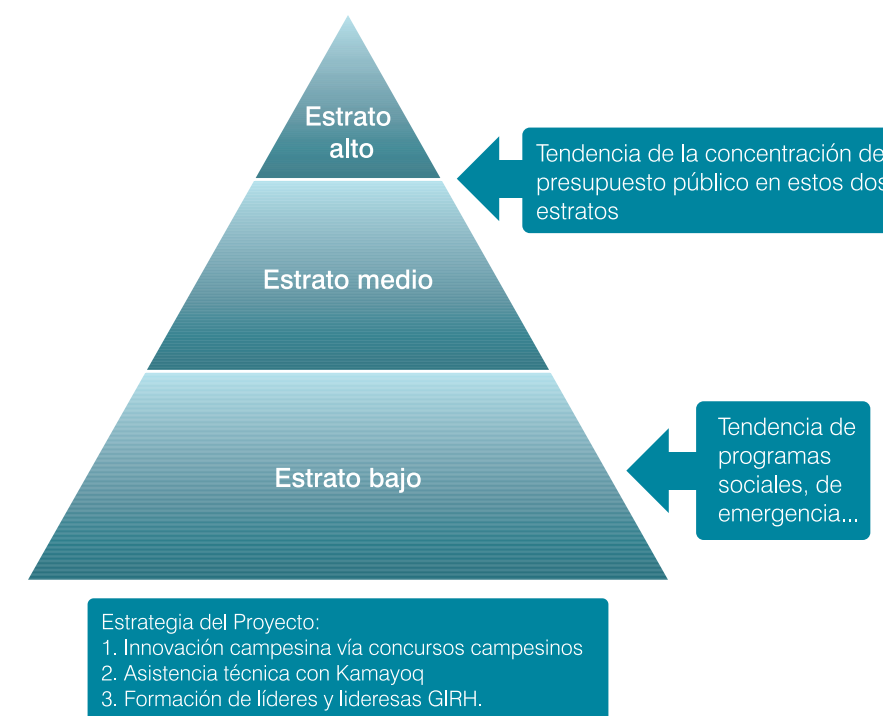 Estrato
alto
Tendencia de la concentración de
presupuesto público en estos dos
estratos
Estrato medio
Tendencia de
programas
sociales, de
emergencia...
Estrato bajo
Estrategia del Proyecto:
1. Innovación campesina vía concursos campesinos
2. Asistencia técnica con Kamayoq
3. Formación de líderes y lideresas GIRH.